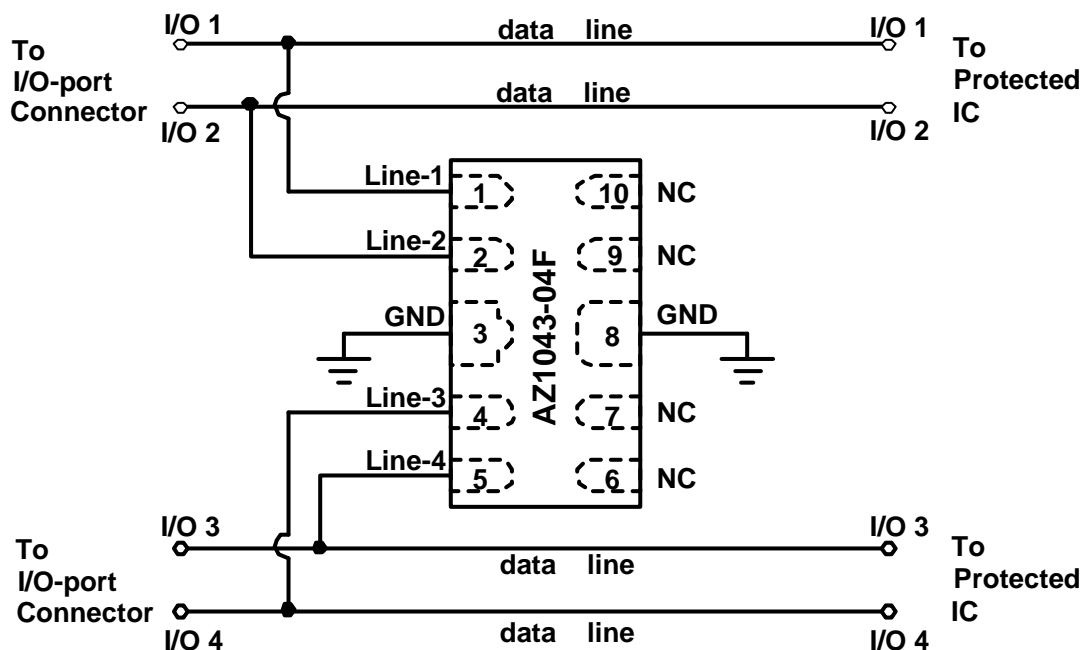 I/O 1
data line
I/O 1
To
I/O-port
Connector
To
Protected
IC
data line
I/O 2
I/O 2
Line-1
1
10
NC
Line-2
2
9
NC
AZ1043-04F
GND
3
8
GND
Line-3
4
7
NC
Line-4
5
6
NC
I/O 3
I/O 3
To
I/O-port
Connector
data line
To
Protected
IC
I/O 4
data line
I/O 4